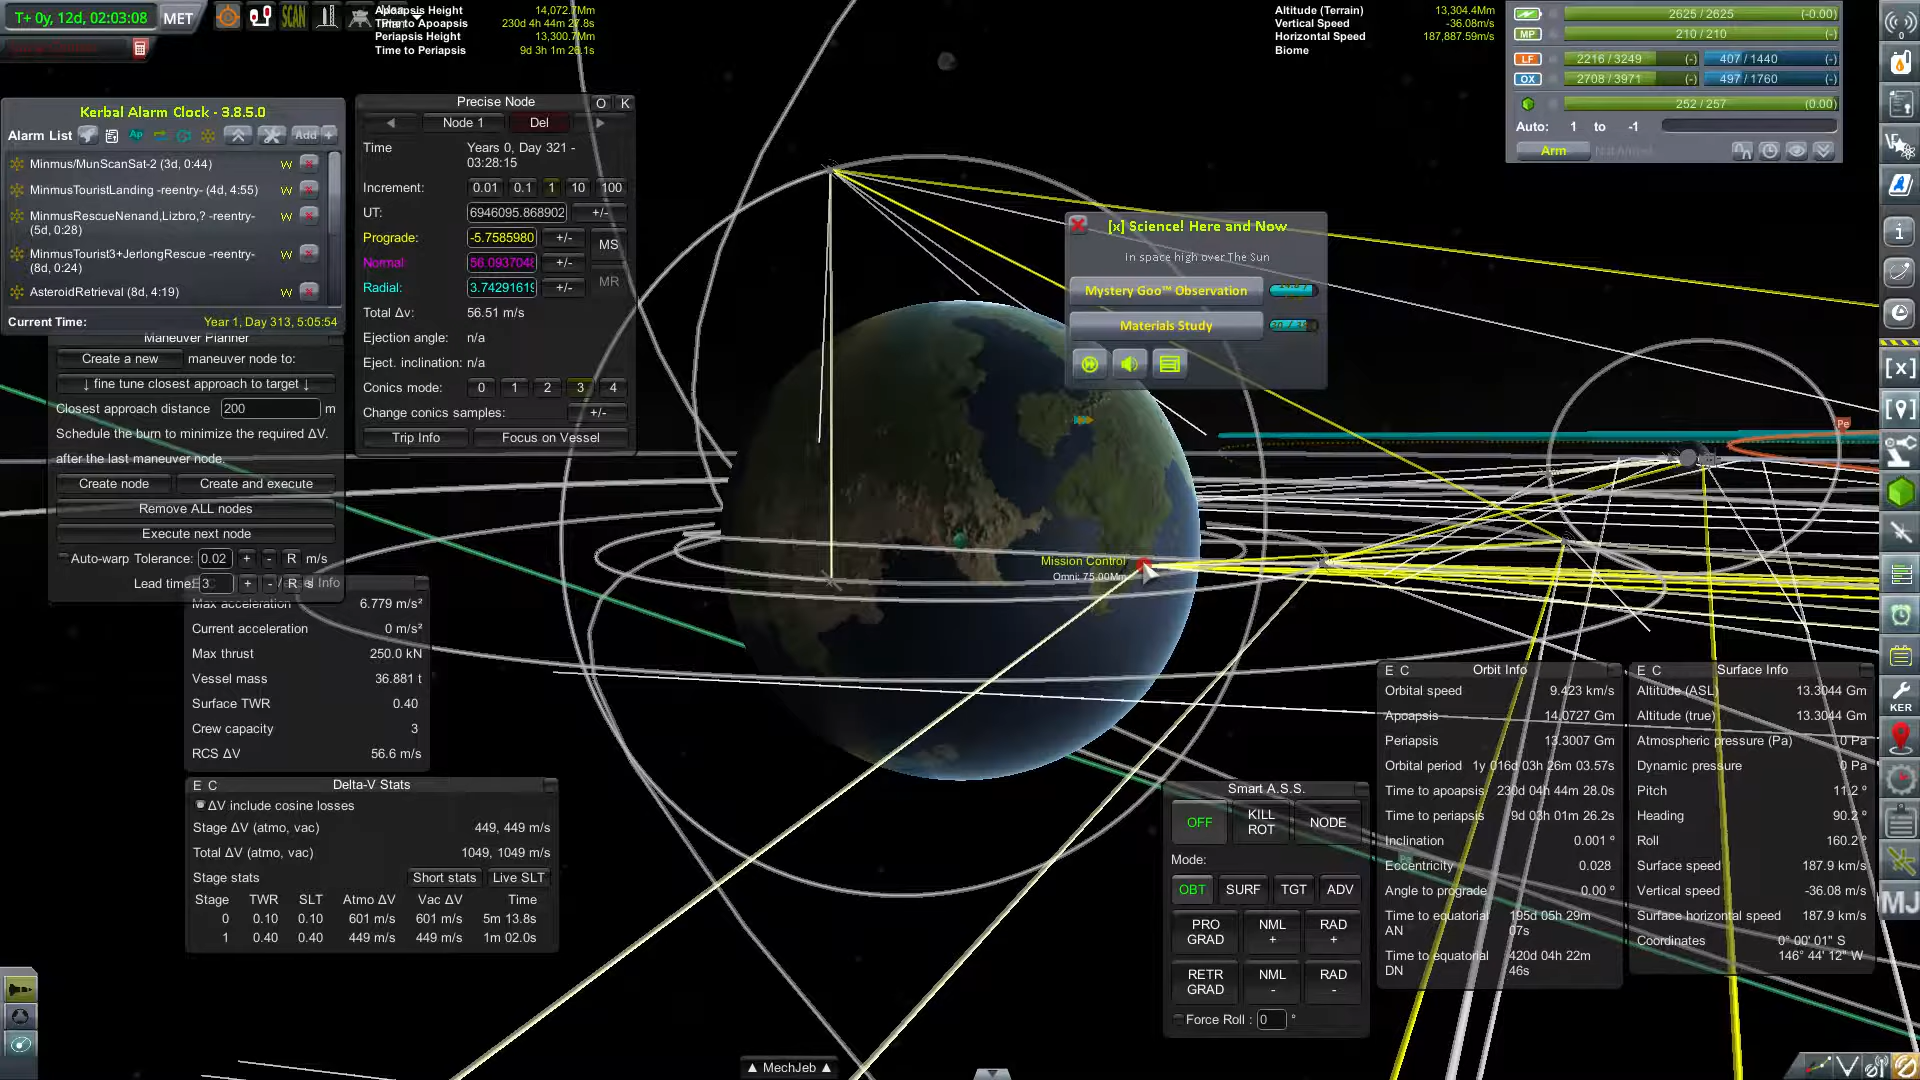 T+ 0y, 12d, 02:03:08 MET
SCAN
Apoapsis Height 14,072.7Mm
Time to Apoapsis 230d 4h 44m 27.8s
Periapsis Height 13,300.7Mm
Time to Periapsis 9d 3h 1m 26.1s
Altitude (Terrain) 13,304.4Mm
Vertical Speed -36.08m/s
Horizontal Speed 187,887.59m/s
Biome
2625 / 2625 (-0.00)
MP 210 / 210 (-)
LF 2216 / 3249 (-) 407 / 1440 (-)
OX 2708 / 3971 (-) 497 / 1760 (-)
252 / 257 (0.00)
Auto: 1 to -1
Arm
Kerbal Alarm Clock - 3.8.5.0
Alarm List Ap Add +
Minmus/MunScanSat-2 (3d, 0:44) W
MinmusTouristLanding -reentry- (4d, 4:55) W
MinmusRescueNenand,Lizbro,? -reentry- (5d, 0:28) W
MinmusTourist3+JerlongRescue -reentry- (8d, 0:24) W
AsteroidRetrieval (8d, 4:19) W
Current Time: Year 1, Day 313, 5:05:54
Maneuver Planner
Create a new maneuver node to:
↓ fine tune closest approach to target ↓
Closest approach distance 200 m
Schedule the burn to minimize the required ΔV.
after the last maneuver node.
Create node Create and execute
Remove ALL nodes
Execute next node
Auto-warp Tolerance: 0.02 + - R m/s
Lead time: 3 + - R s
Precise Node O K
◄ Node 1 Del ►
Time Years 0, Day 321 - 03:28:15
Increment: 0.01 0.1 1 10 100
UT: 6946095.868902 +/-
Prograde: -5.7585980 +/- MS
Normal: 56.0937048 +/-
MR
Radial: 3.74291619 +/-
Total Δv: 56.51 m/s
Ejection angle: n/a
Eject. inclination: n/a
Conics mode: 0 1 2 3 4
Change conics samples: +/-
Trip Info Focus on Vessel
[x] Science! Here and Now
In space high over The Sun
Mystery Goo™ Observation
Materials Study
Mission Control
Omni: 75.00Mm
Pe
Max acceleration 6.779 m/s²
Current acceleration 0 m/s²
Max thrust 250.0 kN
Vessel mass 36.881 t
Surface TWR 0.40
Crew capacity 3
RCS ΔV 56.6 m/s
E C Delta-V Stats
ΔV include cosine losses
Stage ΔV (atmo, vac) 449, 449 m/s
Total ΔV (atmo, vac) 1049, 1049 m/s
Stage stats Short stats Live SLT
Stage TWR SLT Atmo ΔV Vac ΔV Time
0 0.10 0.10 601 m/s 601 m/s 5m 13.8s
1 0.40 0.40 449 m/s 449 m/s 1m 02.0s
Smart A.S.S.
OFF KILL ROT NODE
Mode:
OBT SURF TGT ADV
PRO GRAD NML + RAD +
RETR GRAD NML - RAD -
Force Roll : 0 °
E C Orbit Info
Orbital speed 9.423 km/s
Apoapsis 14.0727 Gm
Periapsis 13.3007 Gm
Orbital period 1y 016d 03h 26m 03.57s
Time to apoapsis 230d 04h 44m 28.0s
Time to periapsis 9d 03h 01m 26.2s
Inclination 0.001 °
Eccentricity 0.028
Angle to prograde 0.00 °
Time to equatorial AN 195d 05h 29m 07s
Time to equatorial DN 420d 04h 22m 46s
E C Surface Info
Altitude (ASL) 13.3044 Gm
Altitude (true) 13.3044 Gm
Atmospheric pressure (Pa) 0 Pa
Dynamic pressure 0 Pa
Pitch 11.2 °
Heading 90.2 °
Roll 160.2 °
Surface speed 187.9 km/s
Vertical speed -36.08 m/s
Surface horizontal speed 187.9 km/s
Coordinates 0° 00' 01" S
146° 44' 12" W
▲ MechJeb ▲
0
[x]
KER
MJ